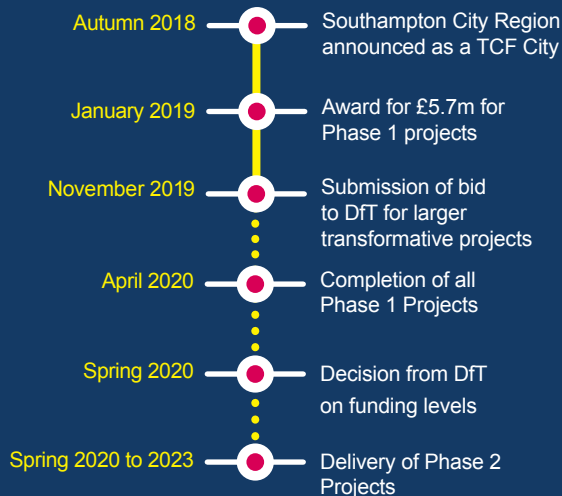 Autumn 2018
Southampton City Region
announced as a TCF City
January 2019
Award for £5.7m for
Phase 1 projects
November 2019
Submission of bid
to DfT for larger
transformative projects
April 2020
Completion of all
Phase 1 Projects
Spring 2020
Decision from DfT
on funding levels
Spring 2020 to 2023
Delivery of Phase 2
Projects